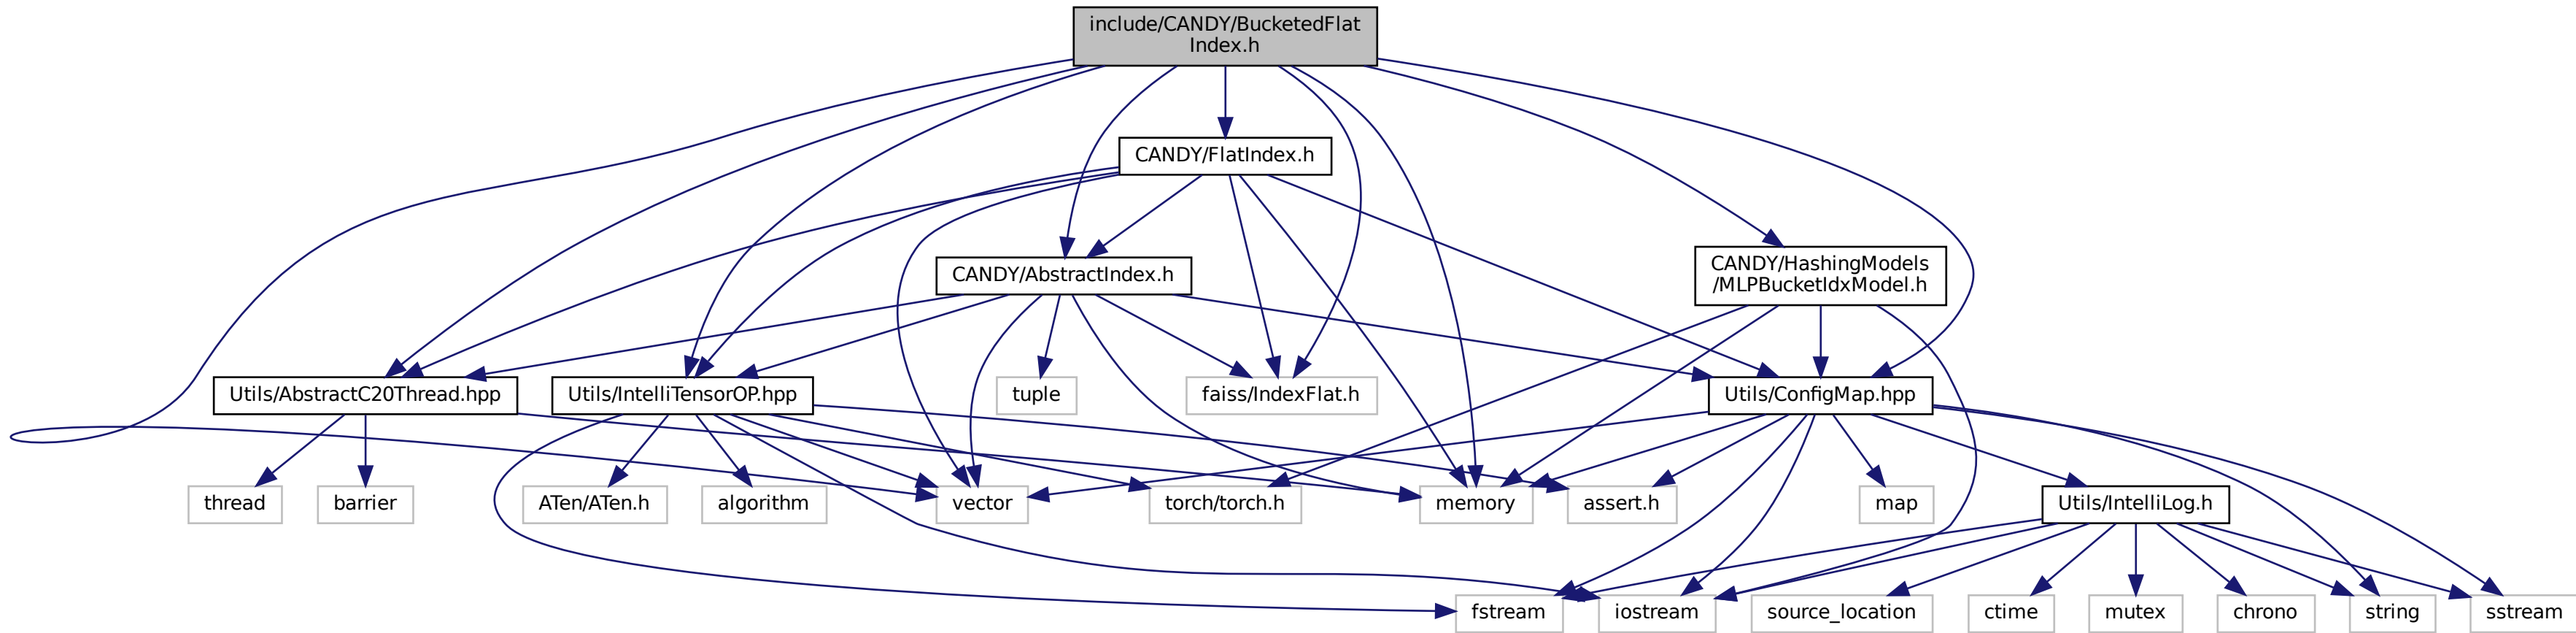 include/CANDY/BucketedFlat
Index.h
CANDY/FlatIndex.h
CANDY/AbstractIndex.h
CANDY/HashingModels
/MLPBucketIdxModel.h
Utils/AbstractC20Thread.hpp
Utils/IntelliTensorOP.hpp
tuple
faiss/IndexFlat.h
Utils/ConfigMap.hpp
thread
barrier
ATen/ATen.h
algorithm
vector
torch/torch.h
memory
assert.h
map
Utils/IntelliLog.h
fstream
iostream
source_location
ctime
mutex
chrono
string
sstream